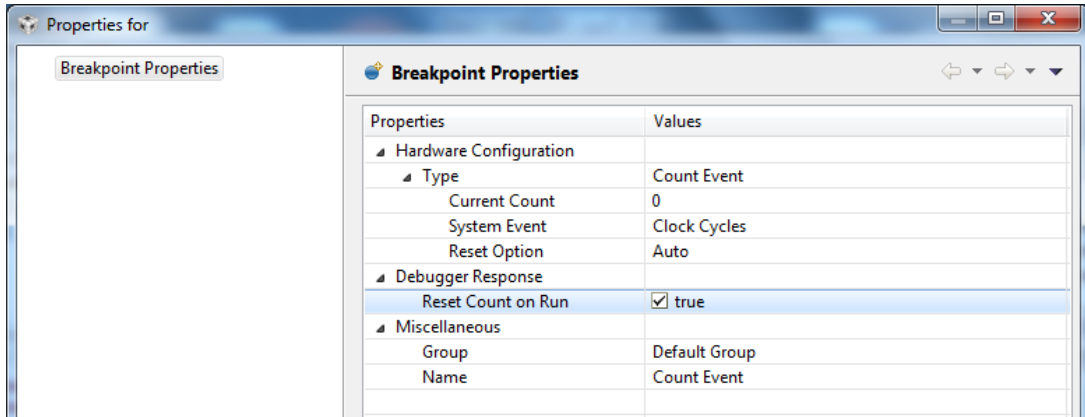 Properties for
Breakpoint Properties
Breakpoint Properties
Properties Values
Hardware Configuration
Type Count Event
Current Count 0
System Event Clock Cycles
Reset Option Auto
Debugger Response
Reset Count on Run true
Miscellaneous
Group Default Group
Name Count Event